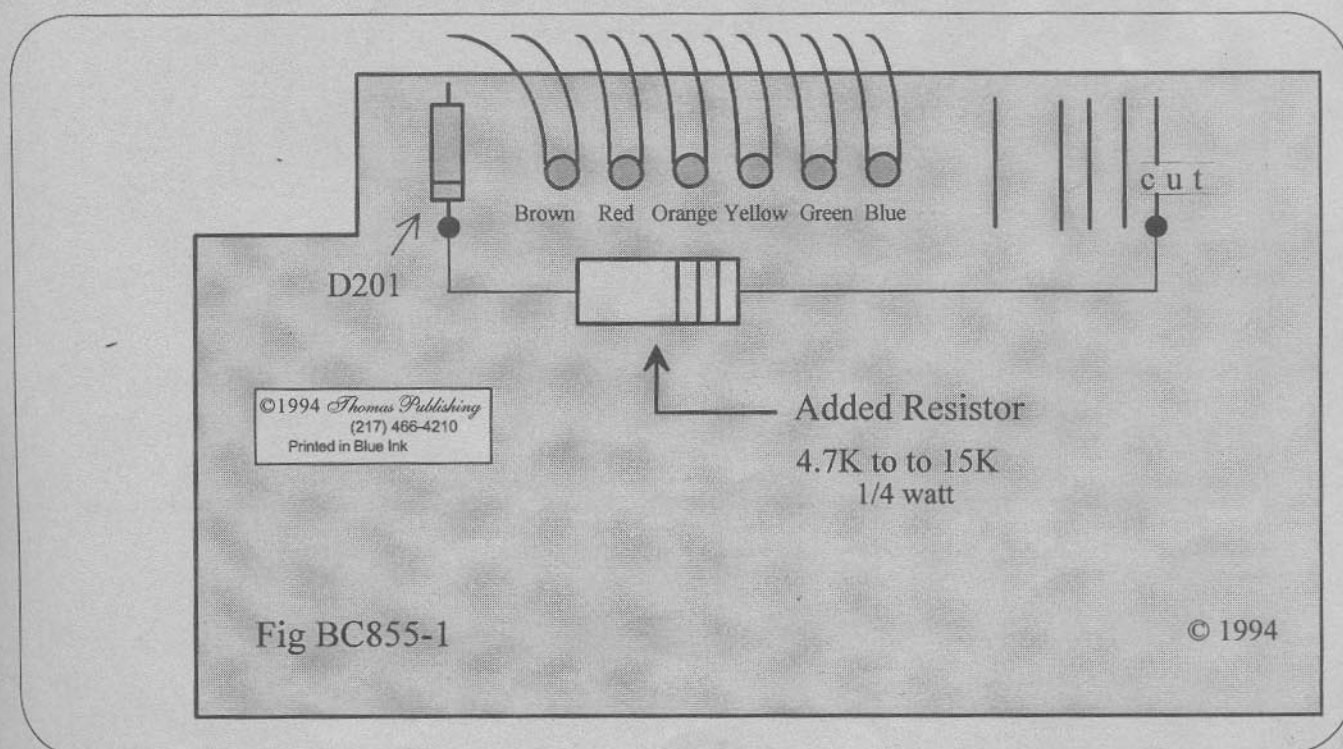 cut
Brown Red Orange Yellow Green Blue
D201
©1994 Thomas Publishing
(217) 466-4210
Printed in Blue Ink
Added Resistor
4.7K to to 15K
1/4 watt
Fig BC855-1
© 1994